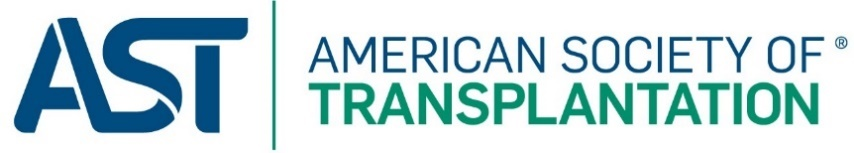 AST
AMERICAN SOCIETY OF®
TRANSPLANTATION